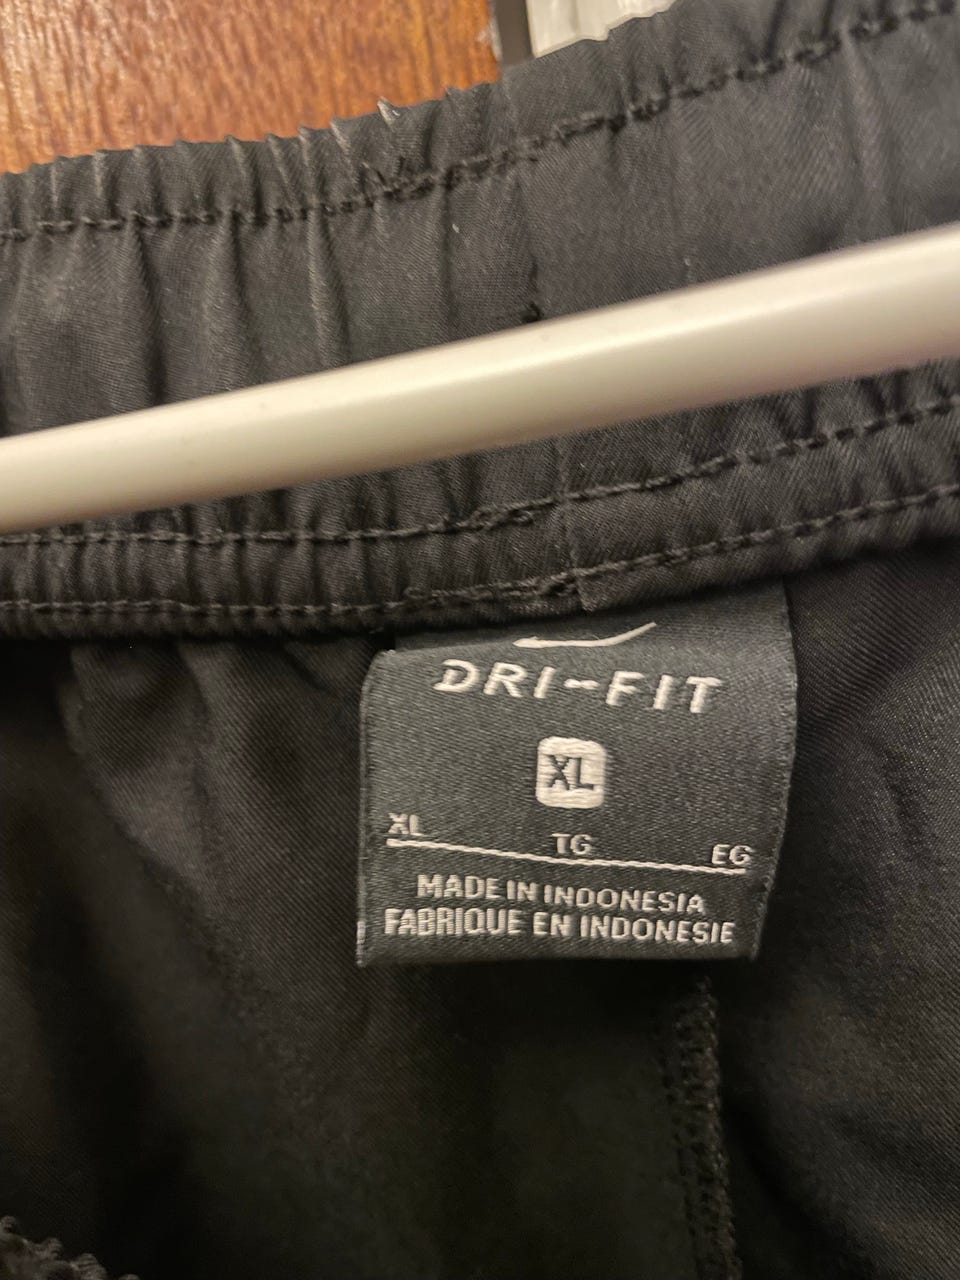 DRI-FIT
XL
XL TG EG
MADE IN INDONESIA
FABRIQUE EN INDONESIE